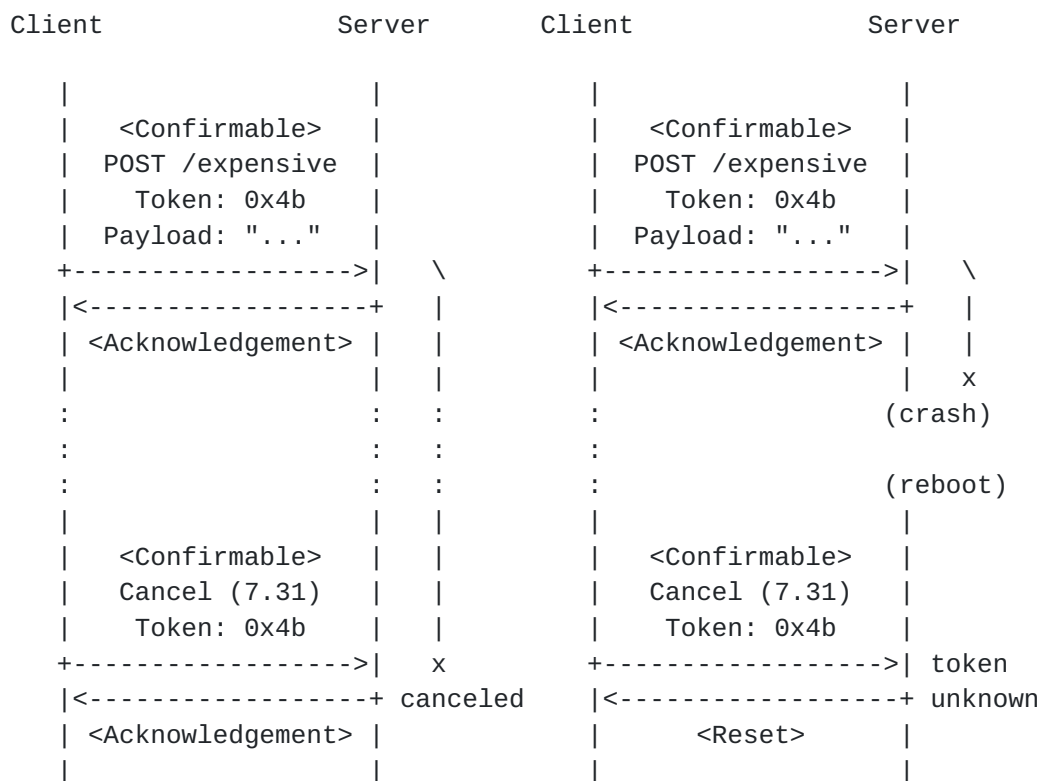 Client Server Client Server
<Confirmable> <Confirmable>
POST /expensive POST /expensive
Token: 0x4b Token: 0x4b
Payload: "..." Payload: "..."
<Acknowledgement> <Acknowledgement>
x
(crash)
(reboot)
<Confirmable> <Confirmable>
Cancel (7.31) Cancel (7.31)
Token: 0x4b Token: 0x4b
x token
canceled unknown
<Acknowledgement> <Reset>